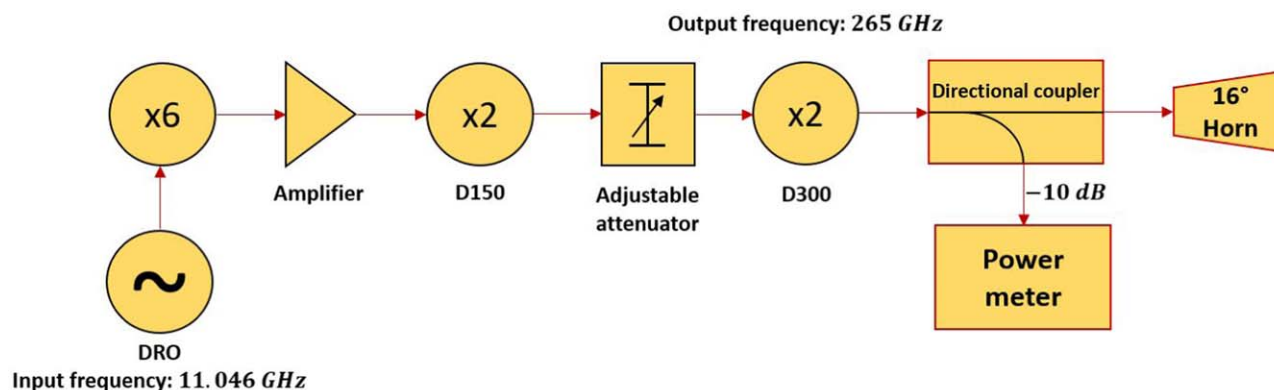 Output frequency: 265 GHz
x6
x2
x2
Directional coupler
16°
Horn
Amplifier
D150
Adjustable
attenuator
D300
−10 dB
Power
meter
DRO
Input frequency: 11.046 GHz